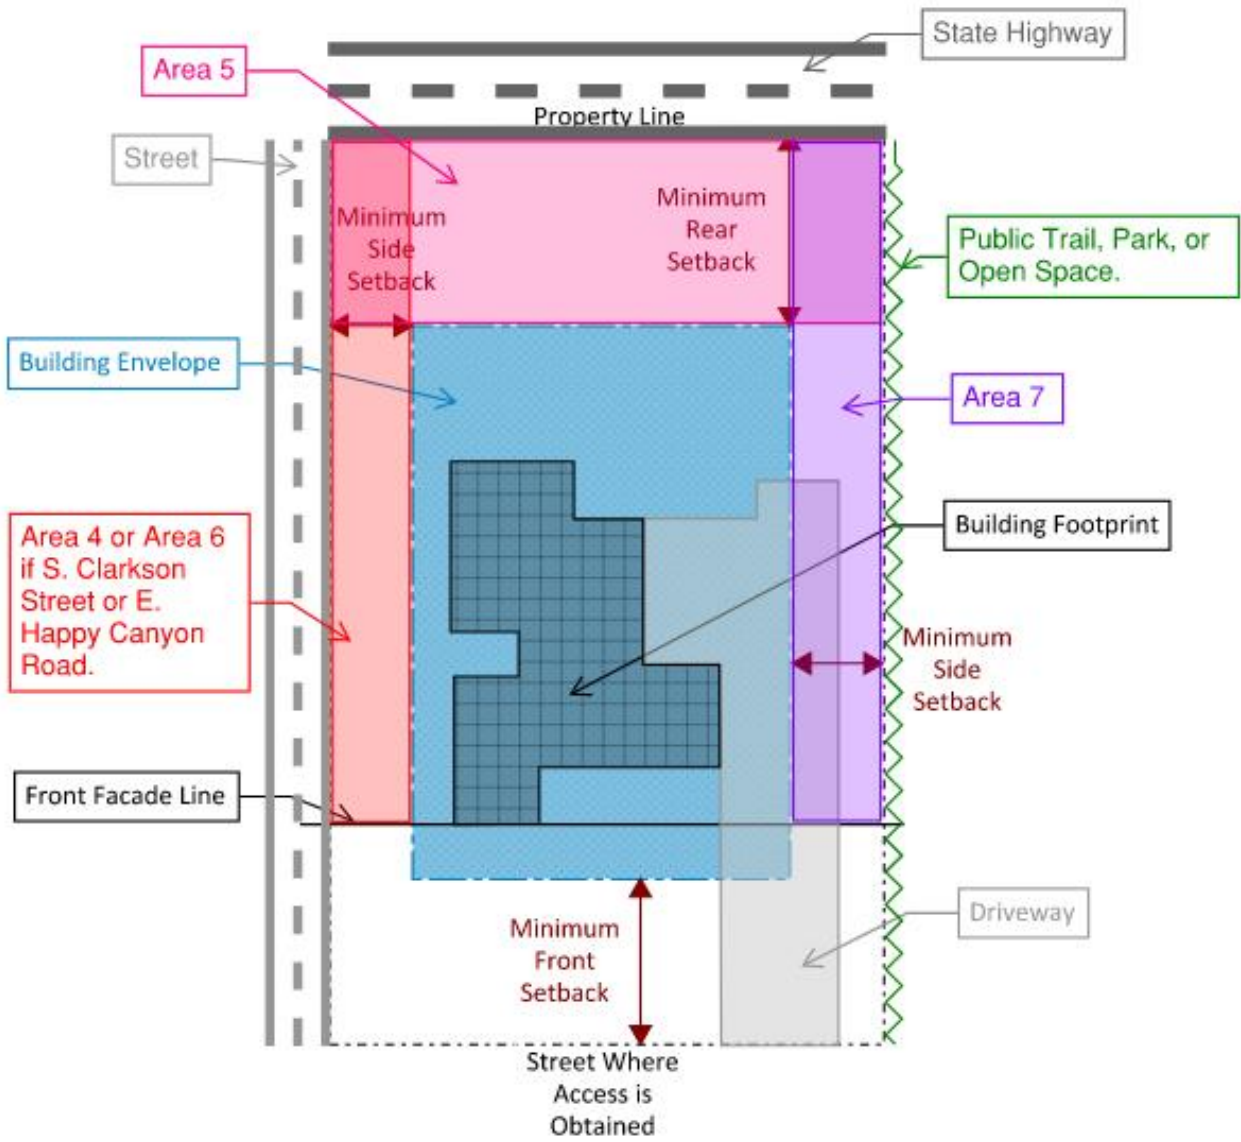 State Highway
Area 5
Property Line
Street
Minimum
Side
Setback
Minimum
Rear
Setback
Public Trail, Park, or
Open Space.
Building Envelope
Area 7
Area 4 or Area 6
if S. Clarkson
Street or E.
Happy Canyon
Road.
Building Footprint
Minimum
Side
Setback
Front Facade Line
Driveway
Minimum
Front
Setback
Street Where
Access is
Obtained